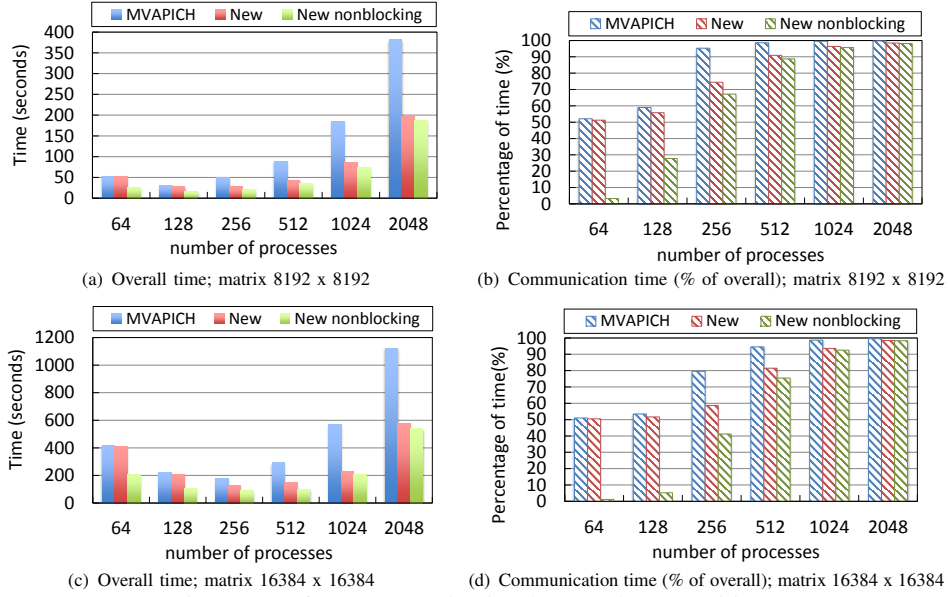 MVAPICH New New nonblocking
Time (seconds)
400
350
300
250
200
150
100
50
0
64 128 256 512 1024 2048
number of processes
(a) Overall time; matrix 8192 x 8192
MVAPICH New New nonblocking
Percentage of time (%)
100
90
80
70
60
50
40
30
20
10
0
64 128 256 512 1024 2048
number of processes
(b) Communication time (% of overall); matrix 8192 x 8192
MVAPICH New New nonblocking
Time (seconds)
1200
1000
800
600
400
200
0
64 128 256 512 1024 2048
number of processes
(c) Overall time; matrix 16384 x 16384
MVAPICH New New nonblocking
Percentage of time(%)
100
90
80
70
60
50
40
30
20
10
0
64 128 256 512 1024 2048
number of processes
(d) Communication time (% of overall); matrix 16384 x 16384